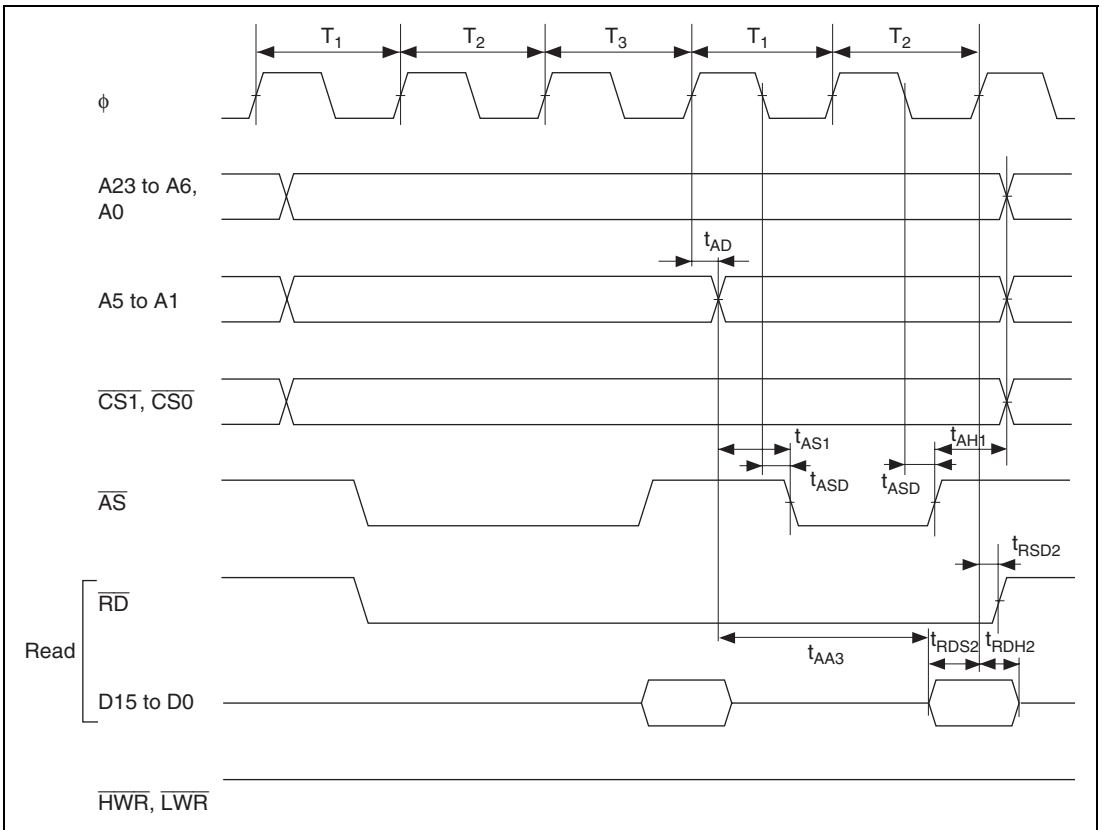 T1 T2 T3 T1 T2
φ
A23 to A6,
A0
tAD
A5 to A1
CS1, CS0
tAS1 tAH1
tASD tASD
AS
tRSD2
RD
Read
tAA3 tRDS2 tRDH2
D15 to D0
HWR, LWR